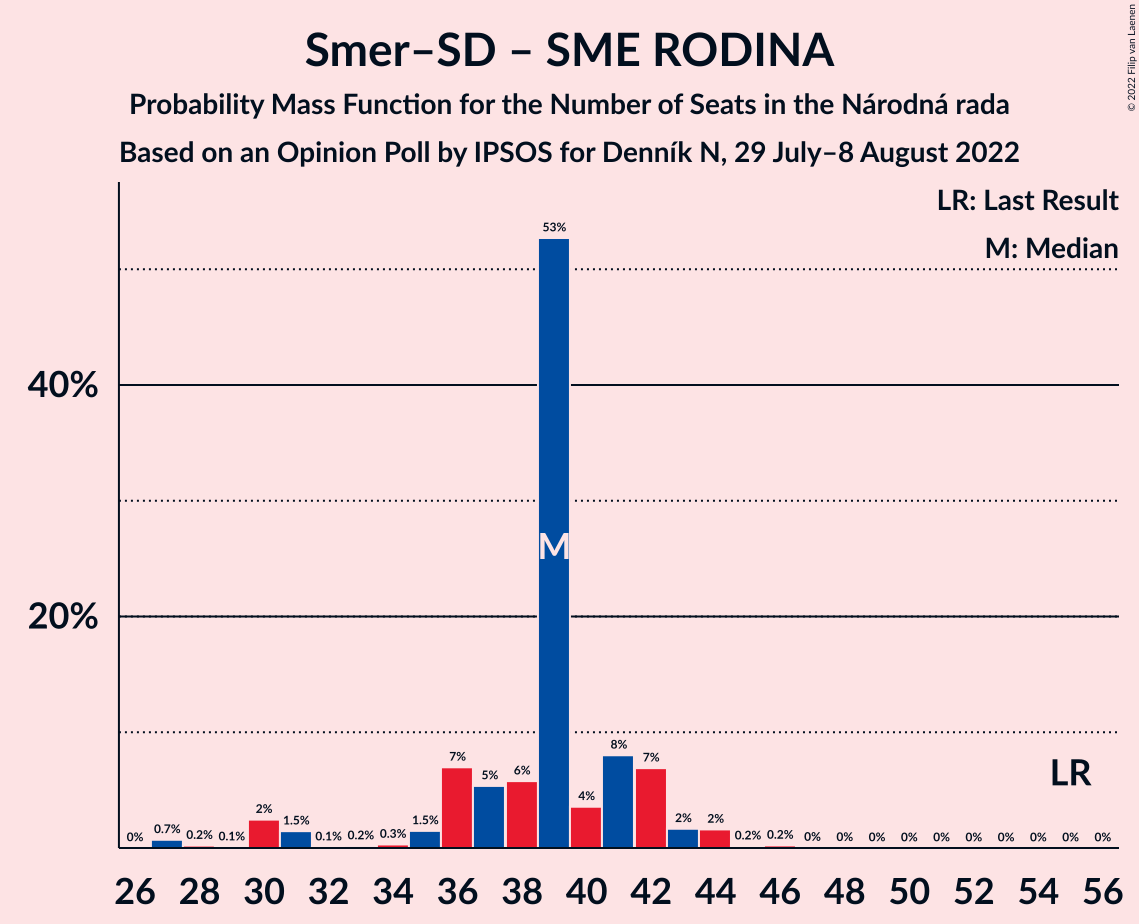 Smer–SD – SME RODINA
Probability Mass Function for the Number of Seats in the Národná rada
Based on an Opinion Poll by IPSOS for Denník N, 29 July–8 August 2022
© 2022 Filip van Laenen
LR: Last Result
M: Median
53%
40%
M
20%
8%
7% 7%
LR
6%
5%
4%
2% 2% 2%
1.5% 1.5%
0% 0.7% 0.2% 0.1% 0.1% 0.2% 0.3% 0.2% 0.2% 0% 0% 0% 0% 0% 0% 0% 0% 0% 0%
26 28 30 32 34 36 38 40 42 44 46 48 50 52 54 56